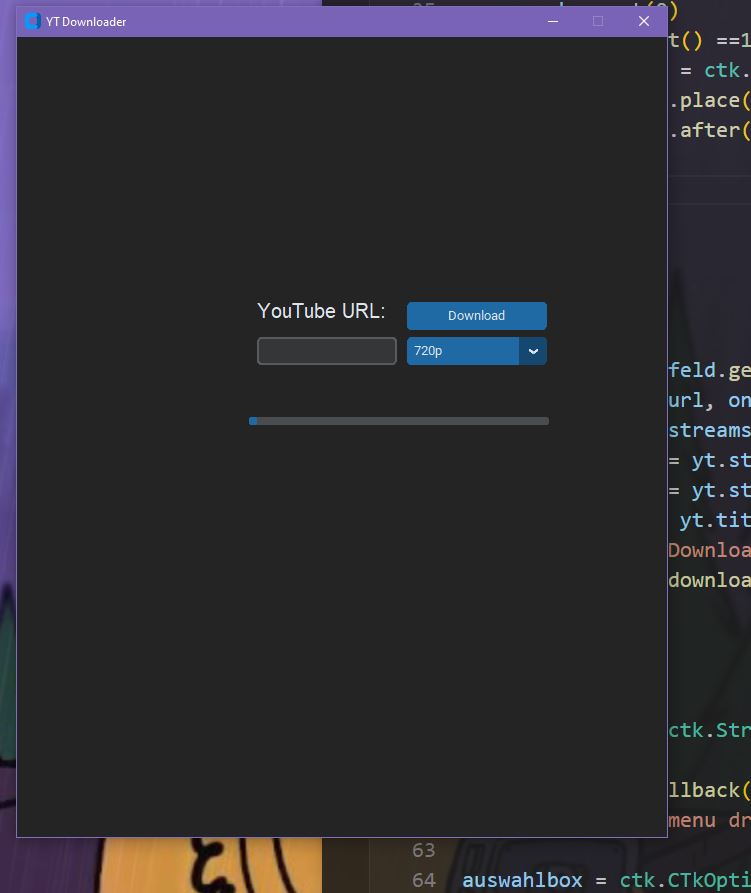 YT Downloader
t() ==1
= ctk.
.place(
.after(
YouTube URL:
Download
720p
feld.ge
url, on
streams
= yt.st
= yt.st
yt.tit
Downloa
downloa
ctk.Str
llback(
menu dr
63
64 auswahlbox = ctk.CTkOpti